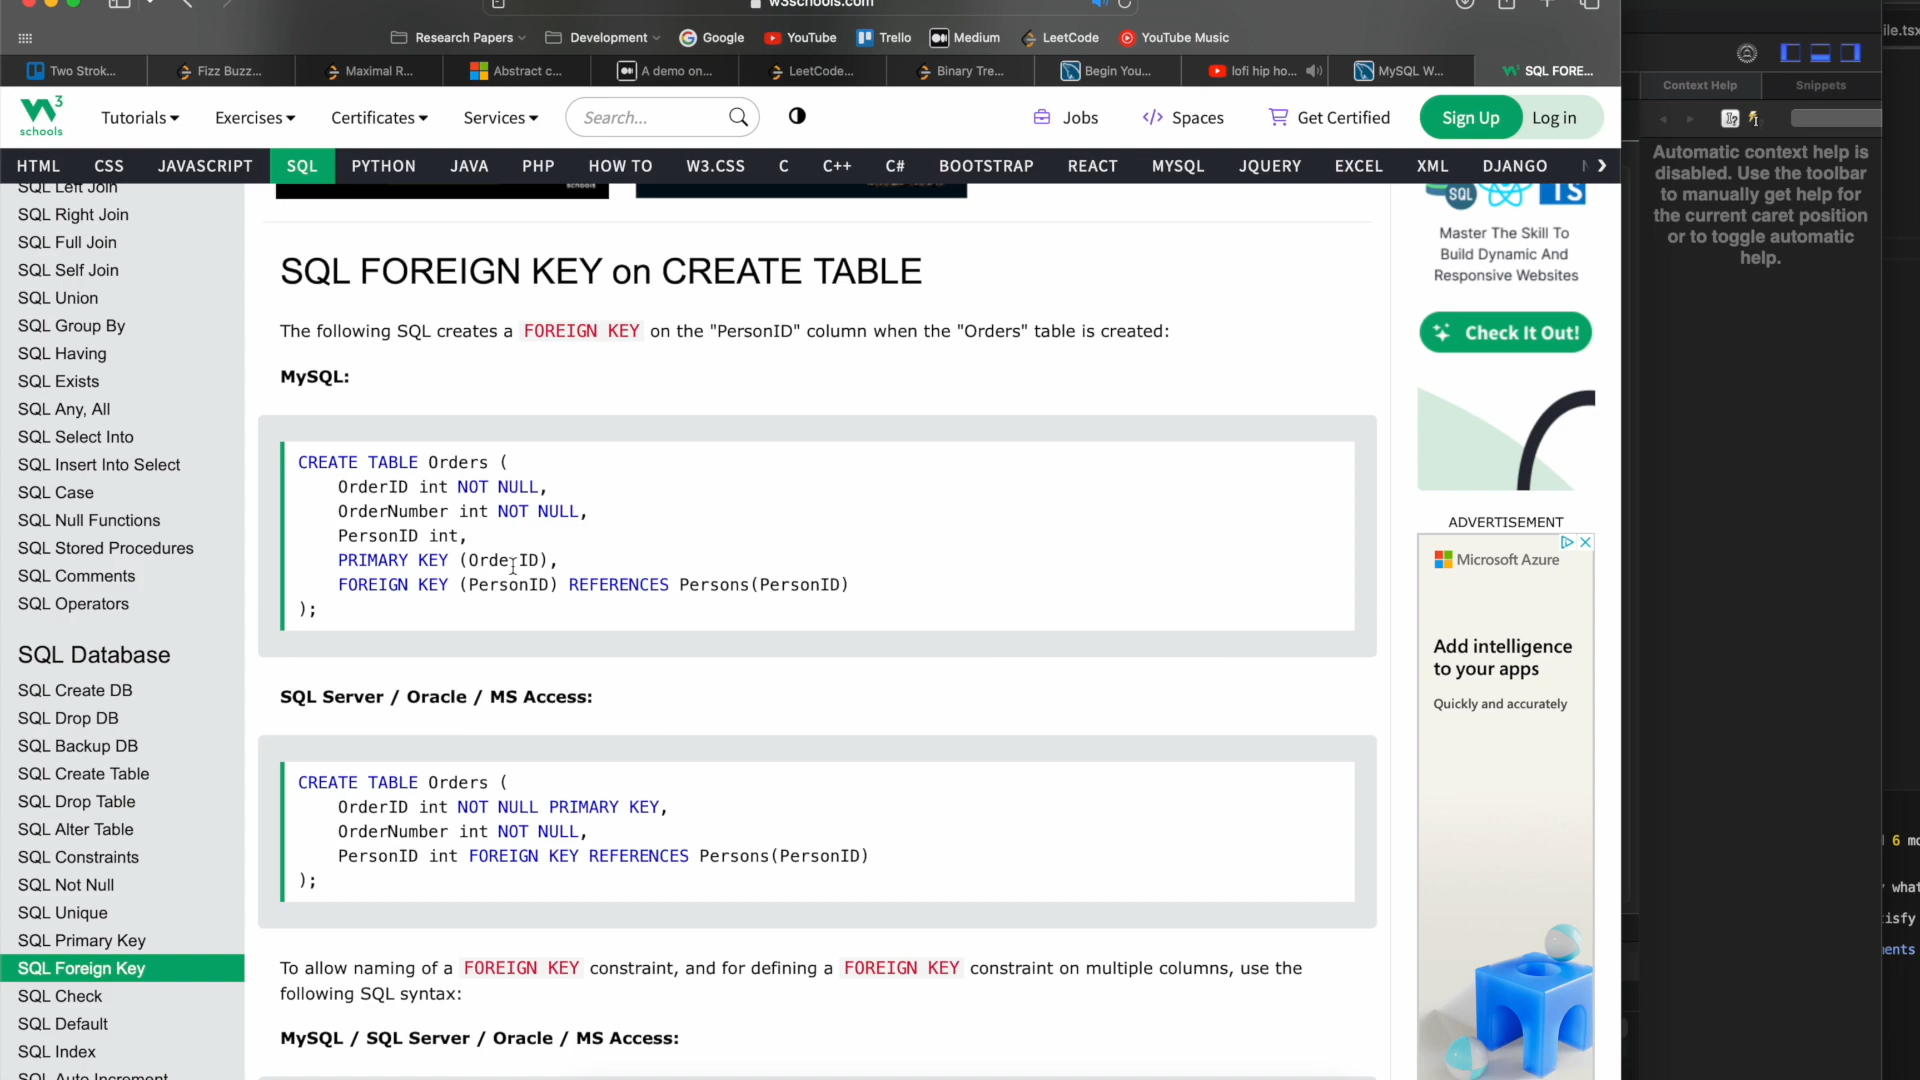 w3schools.com
Research Papers
Development
Google
YouTube
Trello
Medium
LeetCode
YouTube Music
Two Strok...
Fizz Buzz...
Maximal R...
Abstract c...
A demo on...
LeetCode...
Binary Tre...
Begin You...
lofi hip ho...
MySQL W...
SQL FORE...
W3
schools
Tutorials
Exercises
Certificates
Services
Search...
Jobs
Spaces
Get Certified
Sign Up
Log in
HTML CSS JAVASCRIPT SQL PYTHON JAVA PHP HOW TO W3.CSS C C++ C# BOOTSTRAP REACT MYSQL JQUERY EXCEL XML DJANGO
SQL Left Join
SQL Right Join
SQL Full Join
SQL Self Join
SQL Union
SQL Group By
SQL Having
SQL Exists
SQL Any, All
SQL Select Into
SQL Insert Into Select
SQL Case
SQL Null Functions
SQL Stored Procedures
SQL Comments
SQL Operators
SQL Database
SQL Create DB
SQL Drop DB
SQL Backup DB
SQL Create Table
SQL Drop Table
SQL Alter Table
SQL Constraints
SQL Not Null
SQL Unique
SQL Primary Key
SQL Foreign Key
SQL Check
SQL Default
SQL Index
SQL Auto Increment
schools
SQL FOREIGN KEY on CREATE TABLE
The following SQL creates a FOREIGN KEY on the "PersonID" column when the "Orders" table is created:
MySQL:
CREATE TABLE Orders (
OrderID int NOT NULL,
OrderNumber int NOT NULL,
PersonID int,
PRIMARY KEY (OrderID),
FOREIGN KEY (PersonID) REFERENCES Persons(PersonID)
);
SQL Server / Oracle / MS Access:
CREATE TABLE Orders (
OrderID int NOT NULL PRIMARY KEY,
OrderNumber int NOT NULL,
PersonID int FOREIGN KEY REFERENCES Persons(PersonID)
);
To allow naming of a FOREIGN KEY constraint, and for defining a FOREIGN KEY constraint on multiple columns, use the
following SQL syntax:
MySQL / SQL Server / Oracle / MS Access:
SQL
TS
Master The Skill To
Build Dynamic And
Responsive Websites
Check It Out!
ADVERTISEMENT
Microsoft Azure
Add intelligence
to your apps
Quickly and accurately
ile.tsx
Context Help
Snippets
Automatic context help is
disabled. Use the toolbar
to manually get help for
the current caret position
or to toggle automatic
help.
6 mo
what
isfy
ents